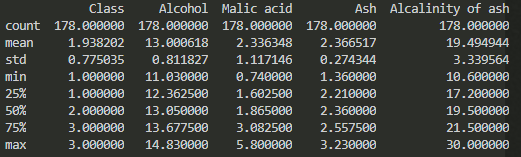 Class Alcohol Malic acid Ash Alcalinity of ash
count 178.000000 178.000000 178.000000 178.000000 178.000000
mean 1.938202 13.000618 2.336348 2.366517 19.494944
std 0.775035 0.811827 1.117146 0.274344 3.339564
min 1.000000 11.030000 0.740000 1.360000 10.600000
25% 1.000000 12.362500 1.602500 2.210000 17.200000
50% 2.000000 13.050000 1.865000 2.360000 19.500000
75% 3.000000 13.677500 3.082500 2.557500 21.500000
max 3.000000 14.830000 5.800000 3.230000 30.000000